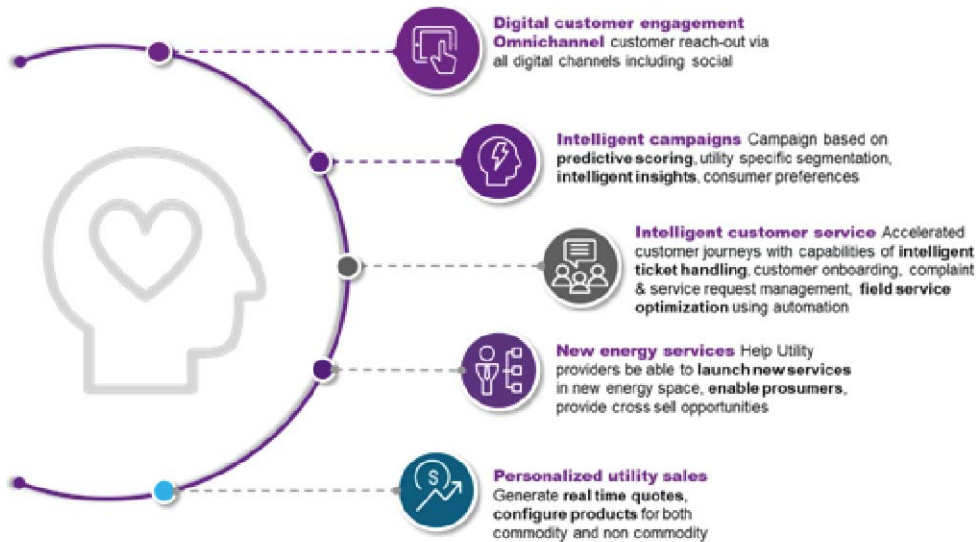 Digital customer engagement
Omnichannel customer reach-out via
all digital channels including social
Intelligent campaigns Campaign based on
predictive scoring, utility specific segmentation,
intelligent insights, consumer preferences
Intelligent customer service Accelerated
customer journeys with capabilities of intelligent
ticket handling, customer onboarding, complaint
& service request management, field service
optimization using automation
New energy services Help Utility
providers be able to launch new services
in new energy space, enable prosumers,
provide cross sell opportunities
$
Personalized utility sales
Generate real time quotes,
configure products for both
commodity and non commodity